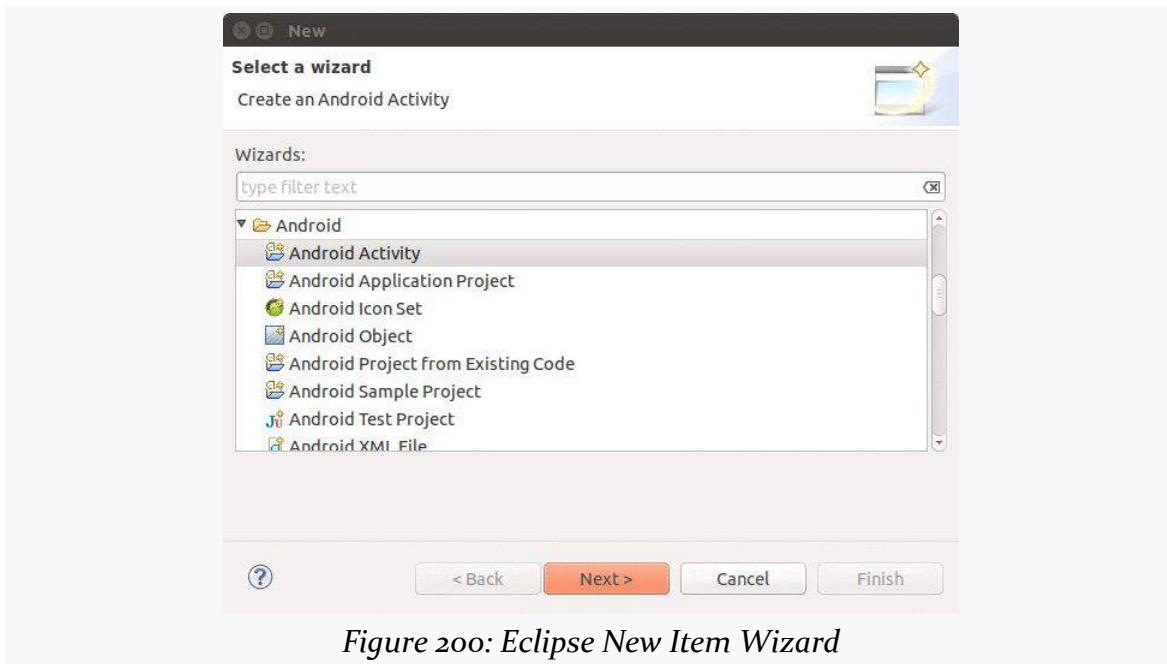 New
Select a wizard
Create an Android Activity
Wizards:
type filter text
Android
Android Activity
Android Application Project
Android Icon Set
Android Object
Android Project from Existing Code
Android Sample Project
Android Test Project
Android XML File
< Back Next > Cancel Finish
Figure 200: Eclipse New Item Wizard